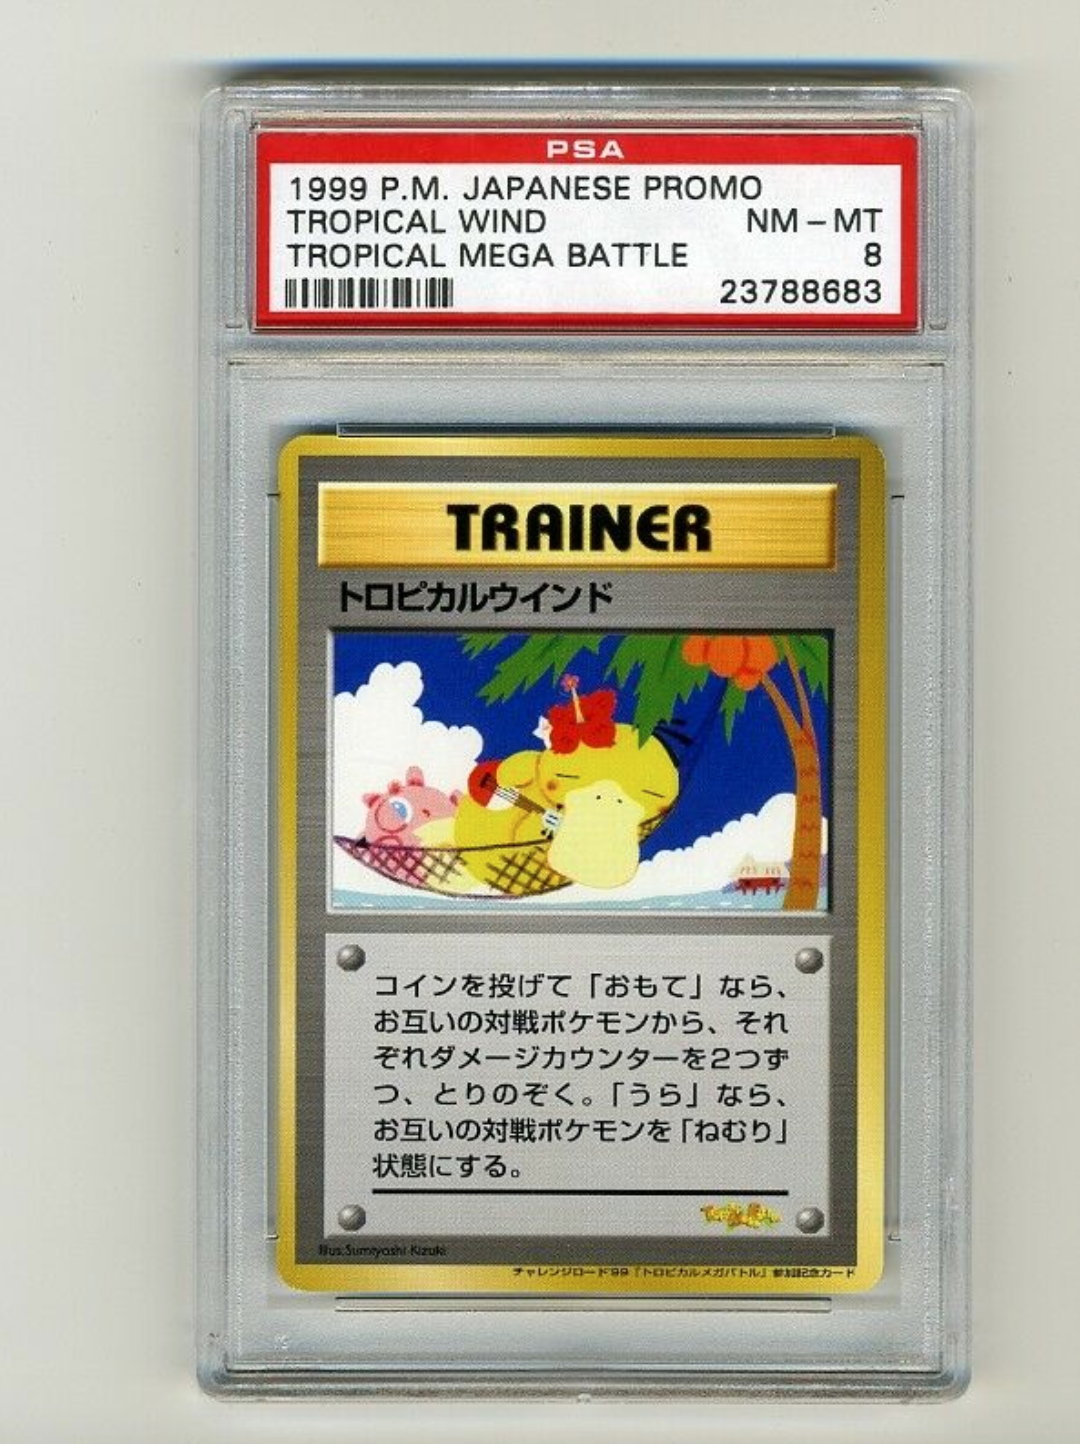 PSA
1999 P.M. JAPANESE PROMO
TROPICAL WIND NM - MT
TROPICAL MEGA BATTLE 8
23788683
TRAINER
トロピカルウインド
コインを投げて「おもて」なら、
お互いの対戦ポケモンから、それ
ぞれダメージカウンターを2つず
つ、とりのぞく。「うら」なら、
お互いの対戦ポケモンを「ねむり」
状態にする。
Illus.Sumiyoshi Kizuki
チャレンジロード'99『トロピカルメガバトル』参加記念カード